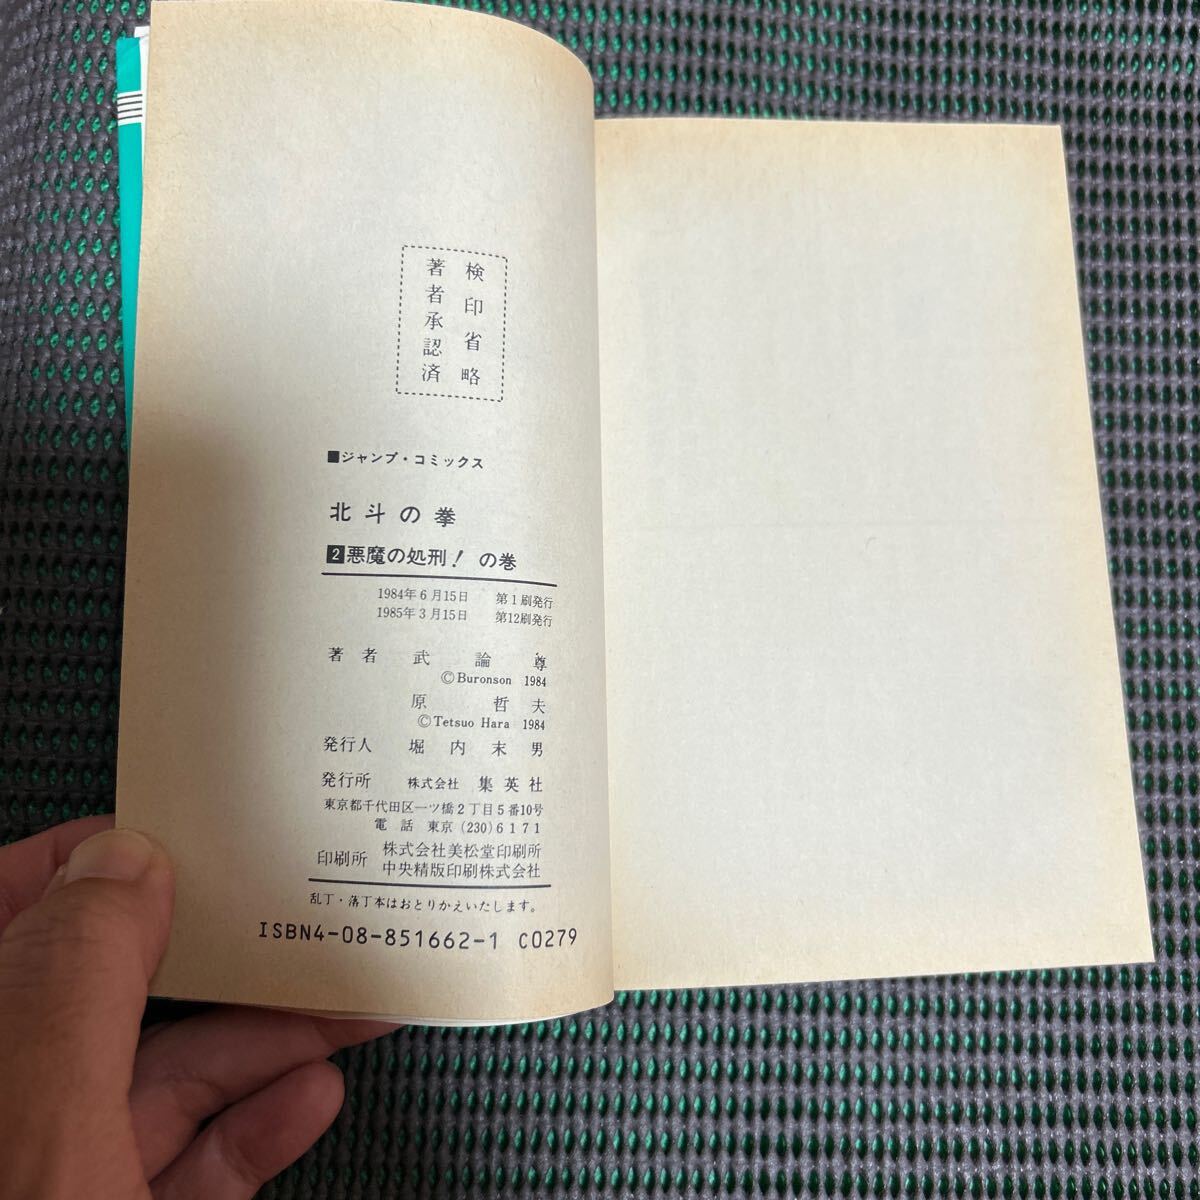 検印省略
著者承認済
■ジャンプ・コミックス
北斗の拳
2悪魔の処刑! の巻
1984年6月15日 第1刷発行
1985年3月15日 第12刷発行
著者 武論尊
©Buronson 1984
原哲夫
©Tetsuo Hara 1984
発行人 堀内末男
発行所 株式会社 集英社
東京都千代田区一ツ橋2丁目5番10号
電話 東京(230)6171
印刷所 株式会社美松堂印刷所
中央精版印刷株式会社
乱丁・落丁本はおとりかえいたします。
ISBN4-08-851662-1 C0279